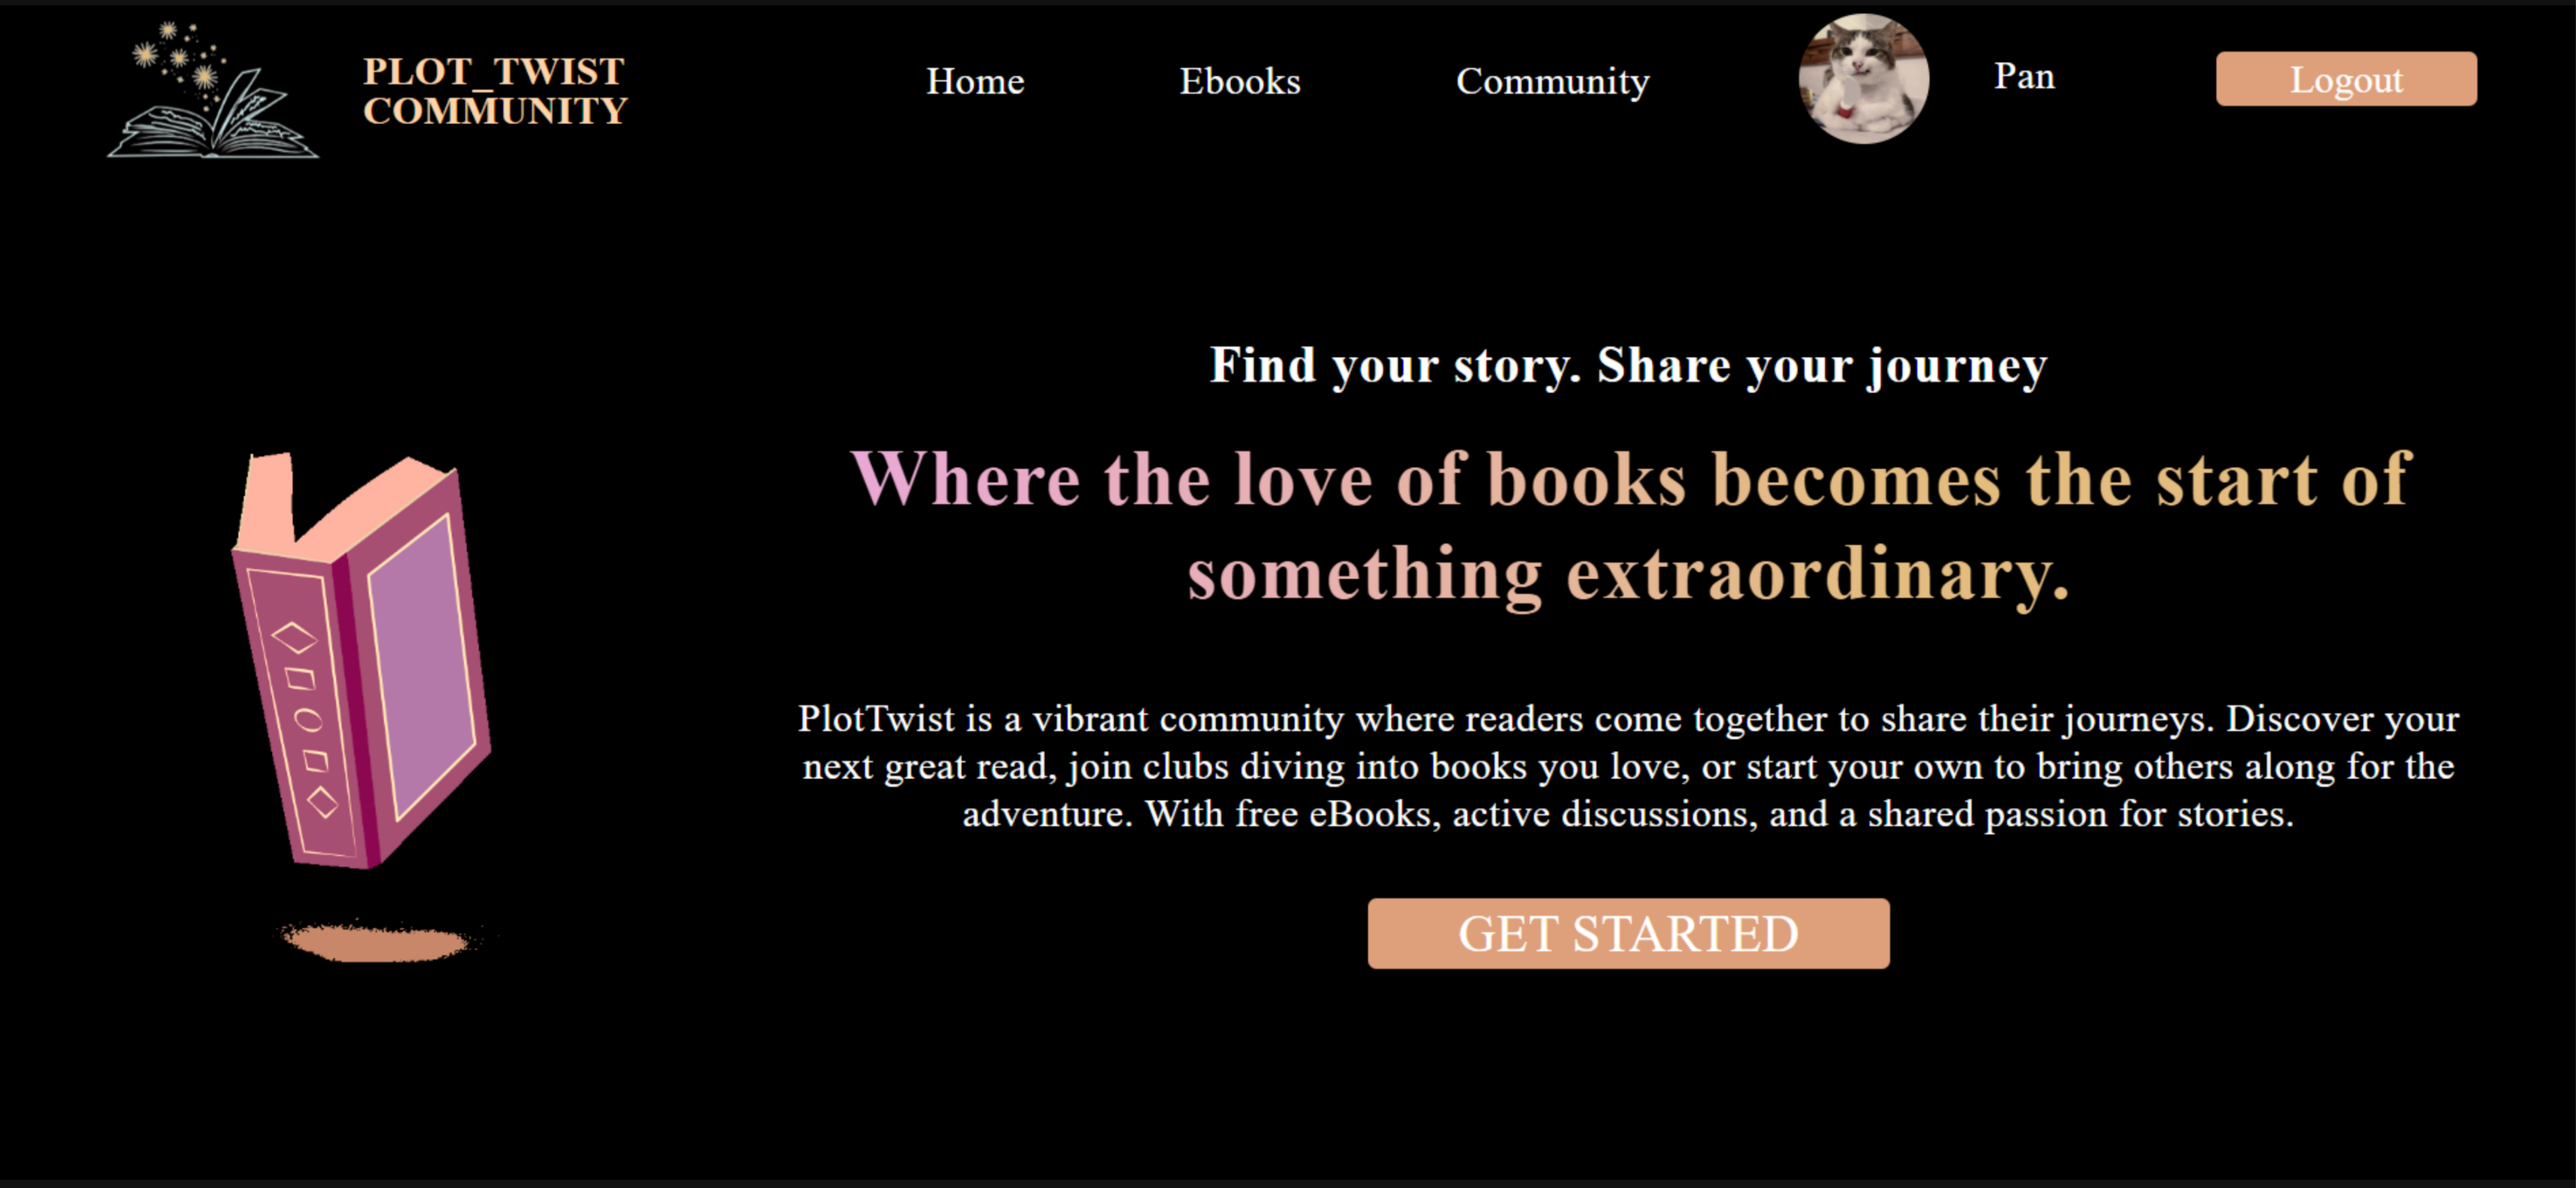 PLOT_TWIST
COMMUNITY
Home
Ebooks
Community
Pan
Logout
Find your story. Share your journey
Where the love of books becomes the start of
something extraordinary.
PlotTwist is a vibrant community where readers come together to share their journeys. Discover your
next great read, join clubs diving into books you love, or start your own to bring others along for the
adventure. With free eBooks, active discussions, and a shared passion for stories.
GET STARTED